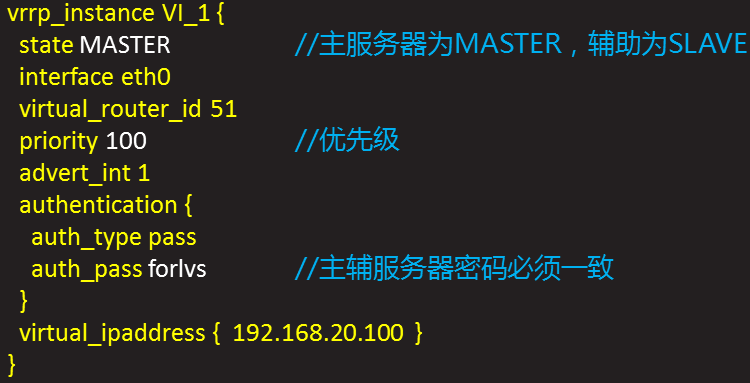 vrrp_instance VI_1 {
state MASTER //主服务器为MASTER，辅助为SLAVE
interface eth0
virtual_router_id 51
priority 100 //优先级
advert_int 1
authentication {
auth_type pass
auth_pass forlvs //主辅服务器密码必须一致
}
virtual_ipaddress { 192.168.20.100 }
}